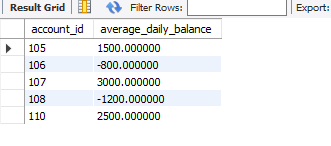 Result Grid Filter Rows: Export:
account_id average_daily_balance
105 1500.000000
106 -800.000000
107 3000.000000
108 -1200.000000
110 2500.000000